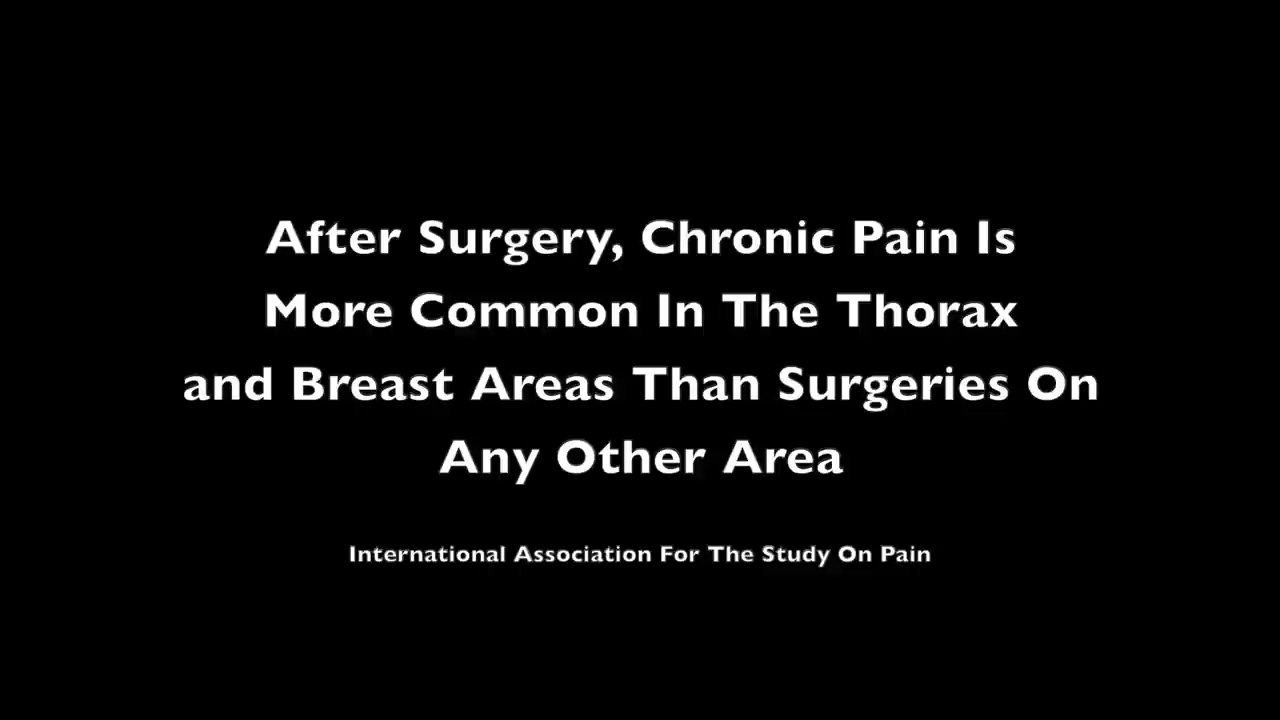 After Surgery, Chronic Pain Is
More Common In The Thorax
and Breast Areas Than Surgeries On
Any Other Area
International Association For The Study On Pain